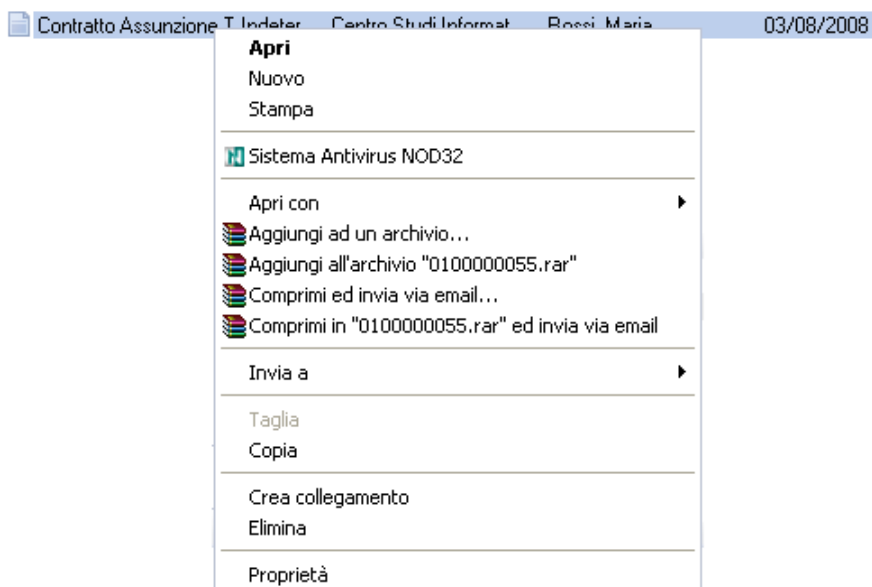 Contratto Assunzione T. Indeter... Centro Studi Informat... Rossi Maria 03/08/2008
Apri
Nuovo
Stampa
Sistema Antivirus NOD32
Apri con
Aggiungi ad un archivio...
Aggiungi all'archivio "0100000055.rar"
Comprimi ed invia via email...
Comprimi in "0100000055.rar" ed invia via email
Invia a
Taglia
Copia
Crea collegamento
Elimina
Proprietà